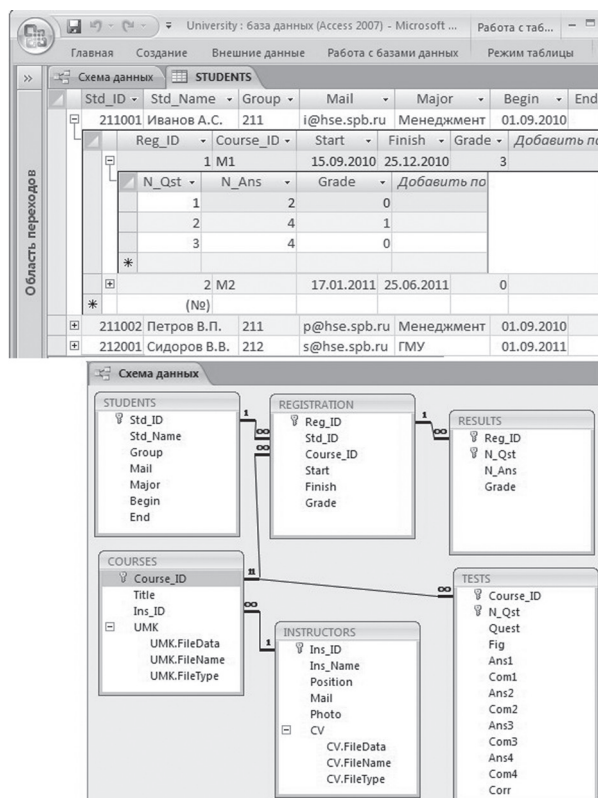 University : база данных (Access 2007) - Microsoft ... Работа с таб...
Главная Создание Внешние данные Работа с базами данных Режим таблицы
Схема данных STUDENTS
Область переходов
Std_ID Std_Name Group Mail Major Begin End
211001 Иванов А.С. 211 i@hse.spb.ru Менеджмент 01.09.2010
Reg_ID Course_ID Start Finish Grade Добавить по
1 M1 15.09.2010 25.12.2010 3
N_Qst N_Ans Grade Добавить по
1 2 0
2 4 1
3 4 0
*
2 M2 17.01.2011 25.06.2011 0
* (№)
211002 Петров В.П. 211 p@hse.spb.ru Менеджмент 01.09.2010
212001 Сидоров В.В. 212 s@hse.spb.ru ГМУ 01.09.2011
Схема данных
STUDENTS
Std_ID
Std_Name
Group
Mail
Major
Begin
End
1
∞
∞
REGISTRATION
Reg_ID
Std_ID
Course_ID
Start
Finish
Grade
1
∞
RESULTS
Reg_ID
N_Qst
N_Ans
Grade
COURSES
Course_ID
Title
Ins_ID
UMK
UMK.FileData
UMK.FileName
UMK.FileType
∞
1
INSTRUCTORS
Ins_ID
Ins_Name
Position
Mail
Photo
CV
CV.FileData
CV.FileName
CV.FileType
∞
TESTS
Course_ID
N_Qst
Quest
Fig
Ans1
Com1
Ans2
Com2
Ans3
Com3
Ans4
Com4
Corr